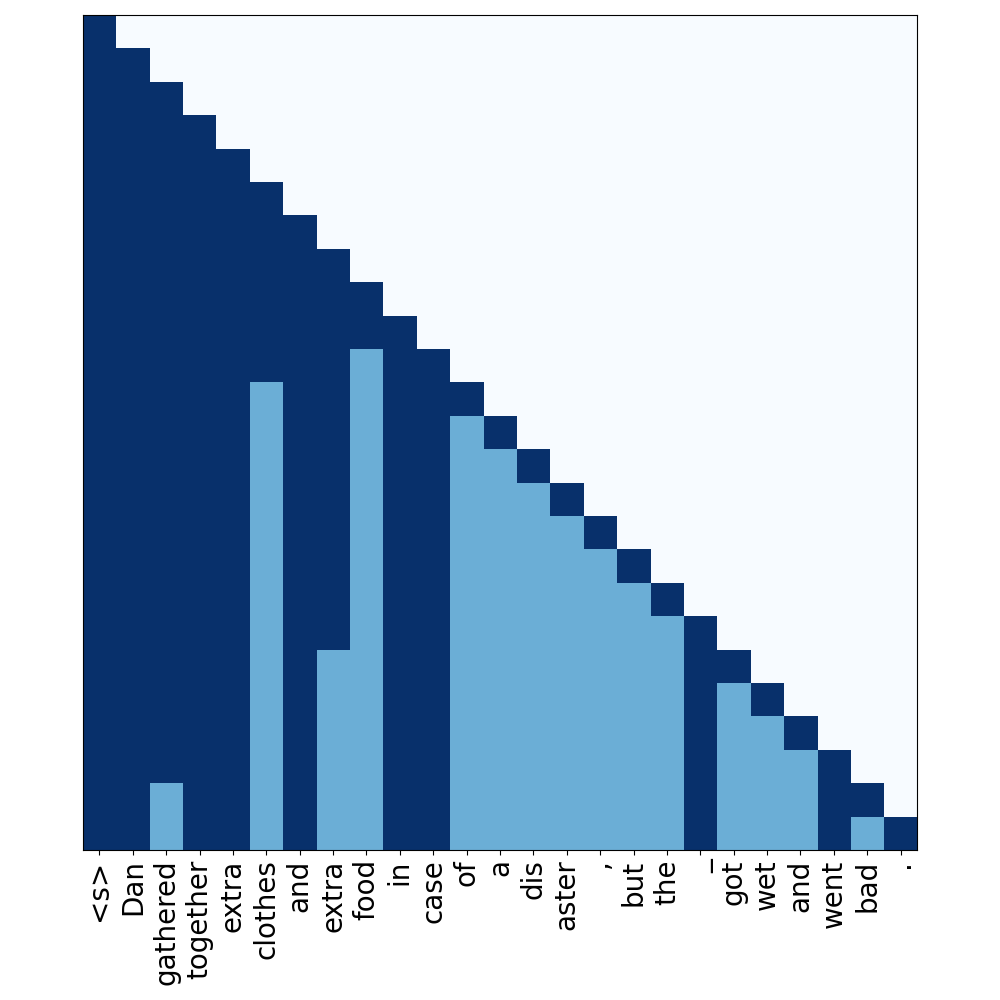 <s>
Dan
gathered
together
extra
clothes
and
extra
food
in
case
of
a
dis
aster
,
but
the
_
got
wet
and
went
bad
.